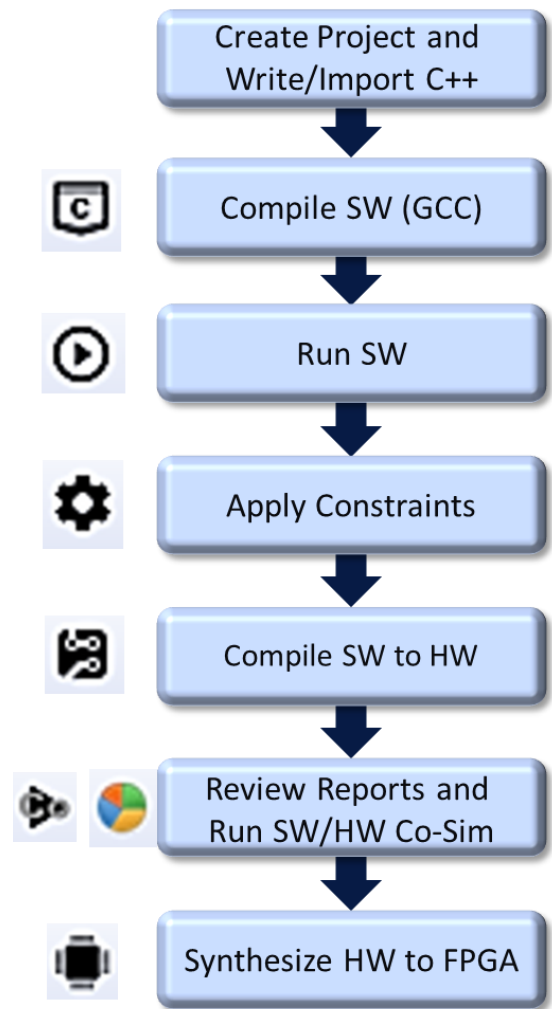 Create Project and
Write/Import C++
C
Compile SW (GCC)
Run SW
Apply Constraints
Compile SW to HW
Review Reports and
Run SW/HW Co-Sim
Synthesize HW to FPGA